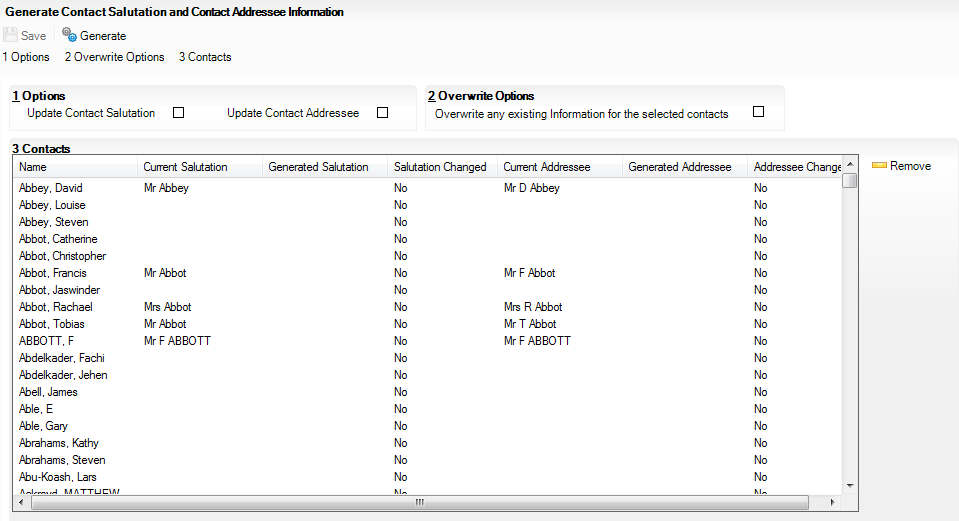 Generate Contact Salutation and Contact Addressee Information
Save Generate
1 Options 2 Overwrite Options 3 Contacts
1 Options
Update Contact Salutation Update Contact Addressee
2 Overwrite Options
Overwrite any existing Information for the selected contacts
3 Contacts
Name Current Salutation Generated Salutation Salutation Changed Current Addressee Generated Addressee Addressee Change
Remove
Abbey, David Mr Abbey No Mr D Abbey No
Abbey, Louise No No
Abbey, Steven No No
Abbot, Catherine No No
Abbot, Christopher No No
Abbot, Francis Mr Abbot No Mr F Abbot No
Abbot, Jaswinder No No
Abbot, Rachael Mrs Abbot No Mrs R Abbot No
Abbot, Tobias Mr Abbot No Mr T Abbot No
ABBOTT, F Mr F ABBOTT No Mr F ABBOTT No
Abdelkader, Fachi No No
Abdelkader, Jehen No No
Abell, James No No
Able, E No No
Able, Gary No No
Abrahams, Kathy No No
Abrahams, Steven No No
Abu-Koash, Lars No No
Ackroyd, MATTHEW No No